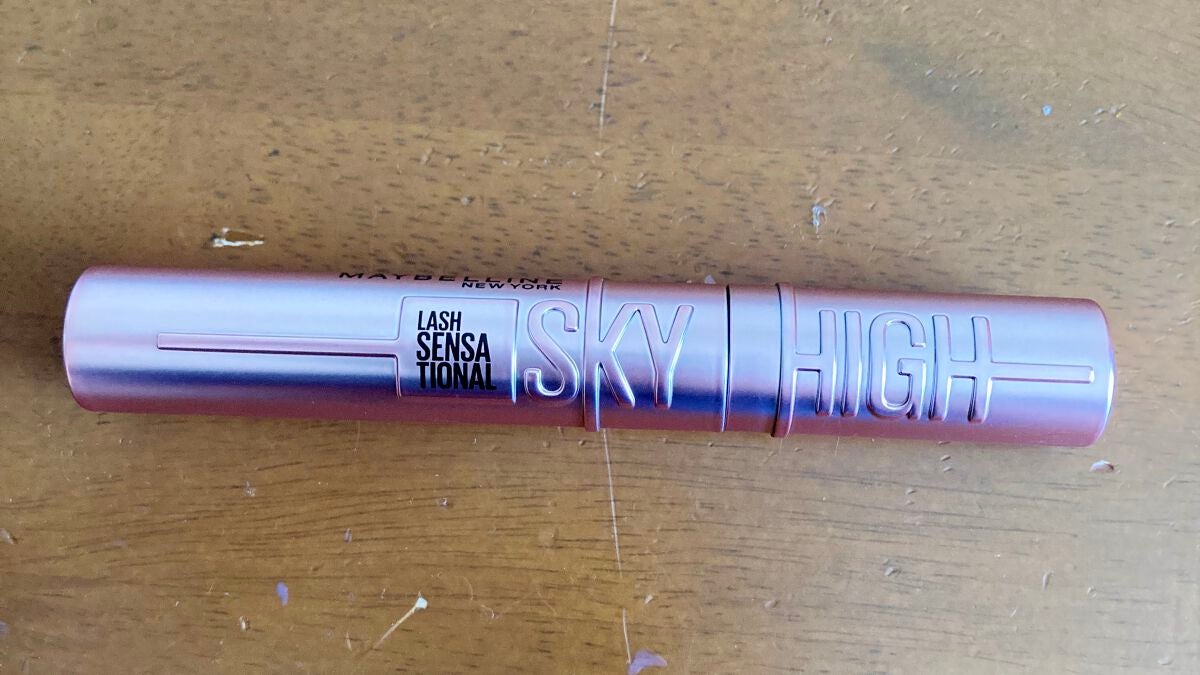 MAYBELLINE
NEW YORK
LASH
SENSA
TIONAL
SKY HIGH